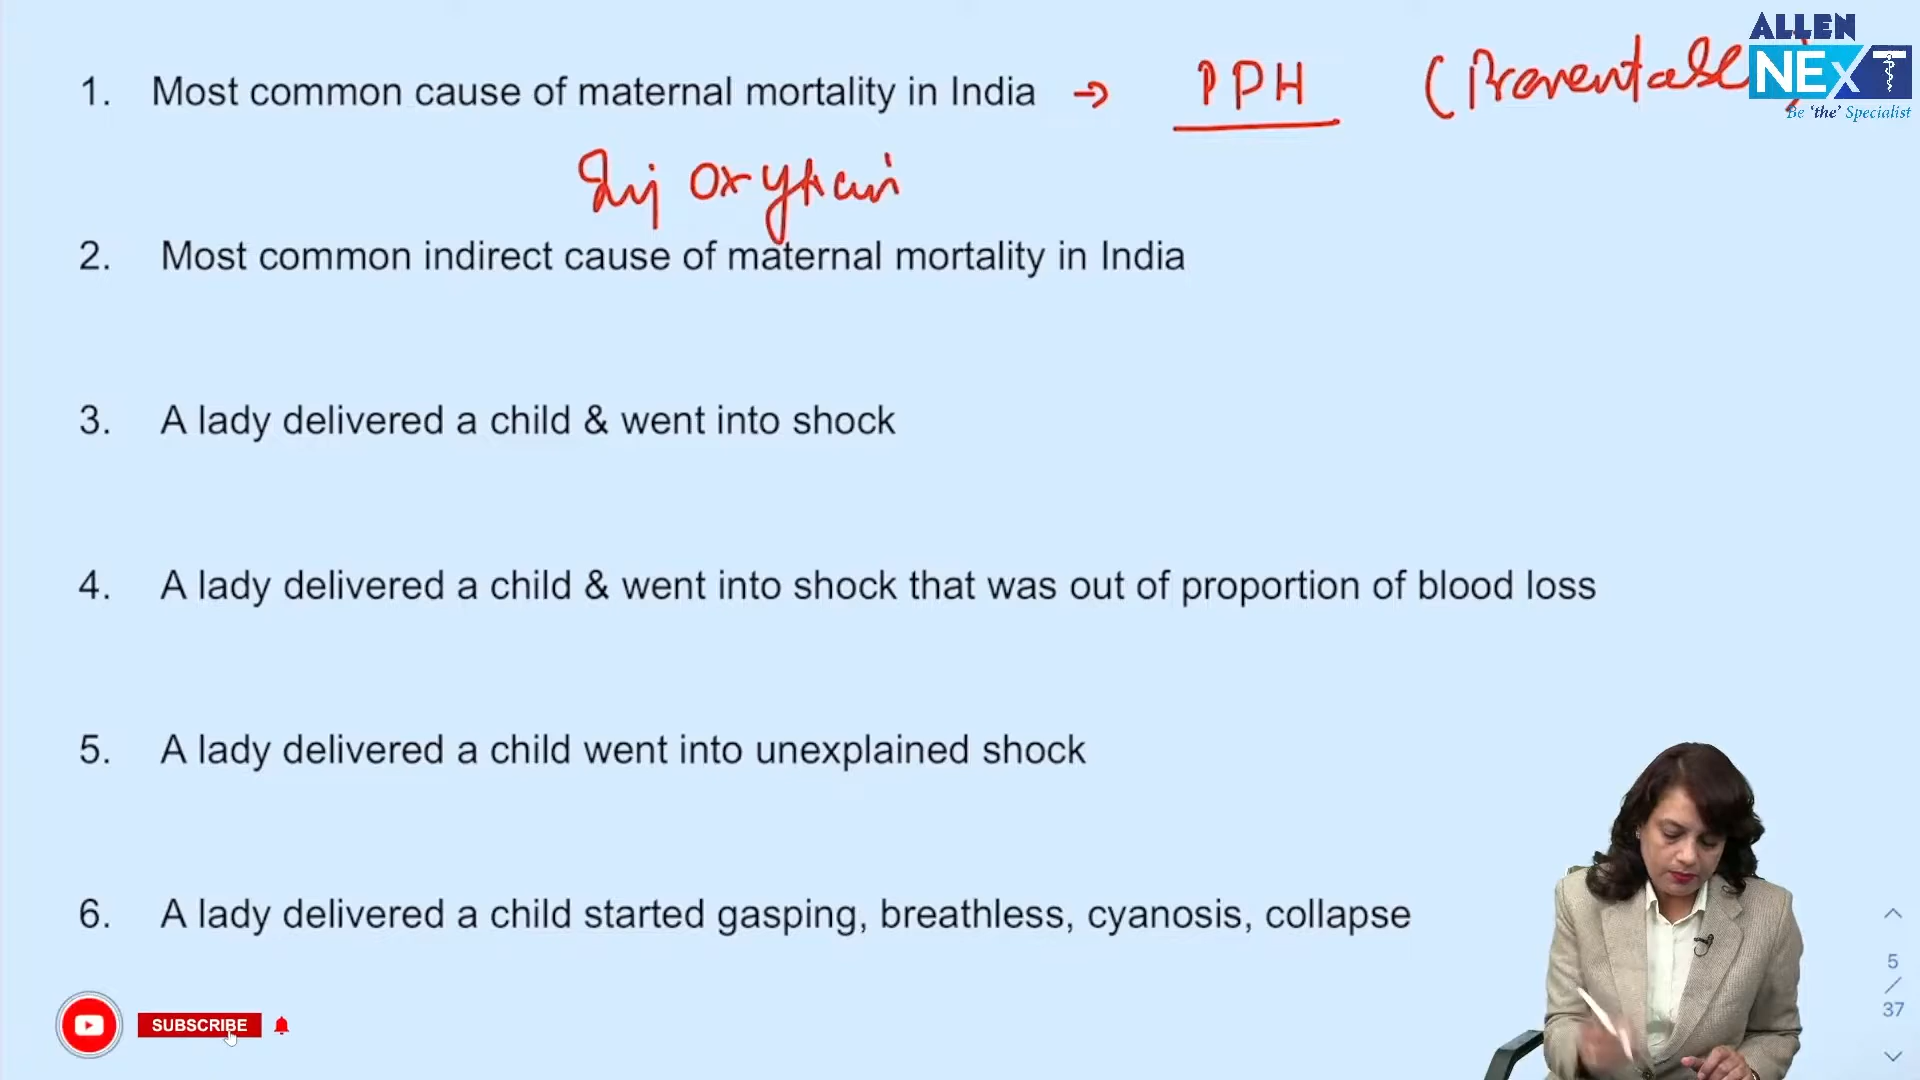 ALLEN
NExT
Be 'the' Specialist
1. Most common cause of maternal mortality in India → PPH (Preventable)
Inj oxytocin
2. Most common indirect cause of maternal mortality in India
3. A lady delivered a child & went into shock
4. A lady delivered a child & went into shock that was out of proportion of blood loss
5. A lady delivered a child went into unexplained shock
6. A lady delivered a child started gasping, breathless, cyanosis, collapse
5
/
37
SUBSCRIBE